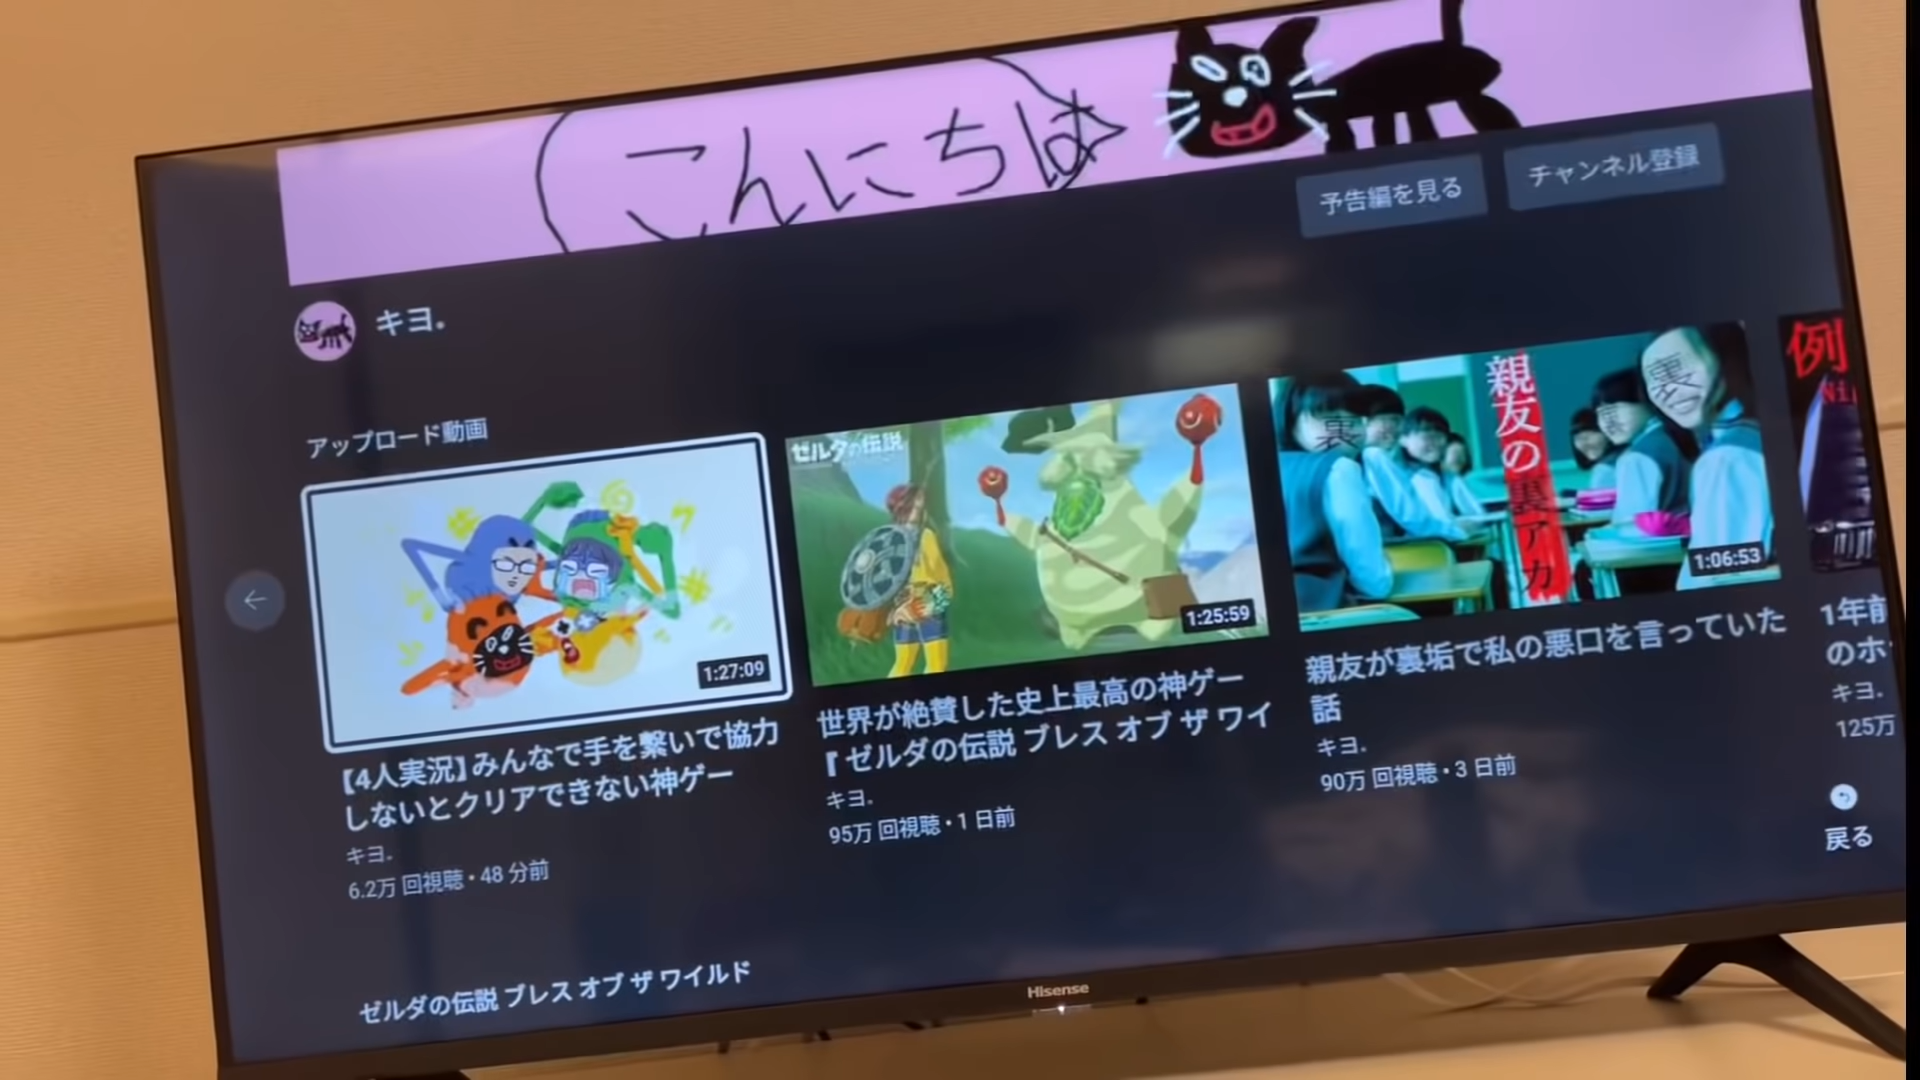 こんにちは
予告編を見る
チャンネル登録
キヨ。
アップロード動画
ゼルダの伝説
1:27:09
1:25:59
親友の裏アカ
裏
裏
裏
1:06:53
例
【4人実況】みんなで手を繋いで協力
しないとクリアできない神ゲー
キヨ。
6.2万 回視聴・48 分前
世界が絶賛した史上最高の神ゲー
『ゼルダの伝説 ブレス オブ ザ ワイ
キヨ。
95万 回視聴・1 日前
親友が裏垢で私の悪口を言っていた
話
キヨ。
90万 回視聴・3 日前
1年前
のホ
キヨ。
125万
戻る
ゼルダの伝説 ブレス オブ ザ ワイルド
Hisense